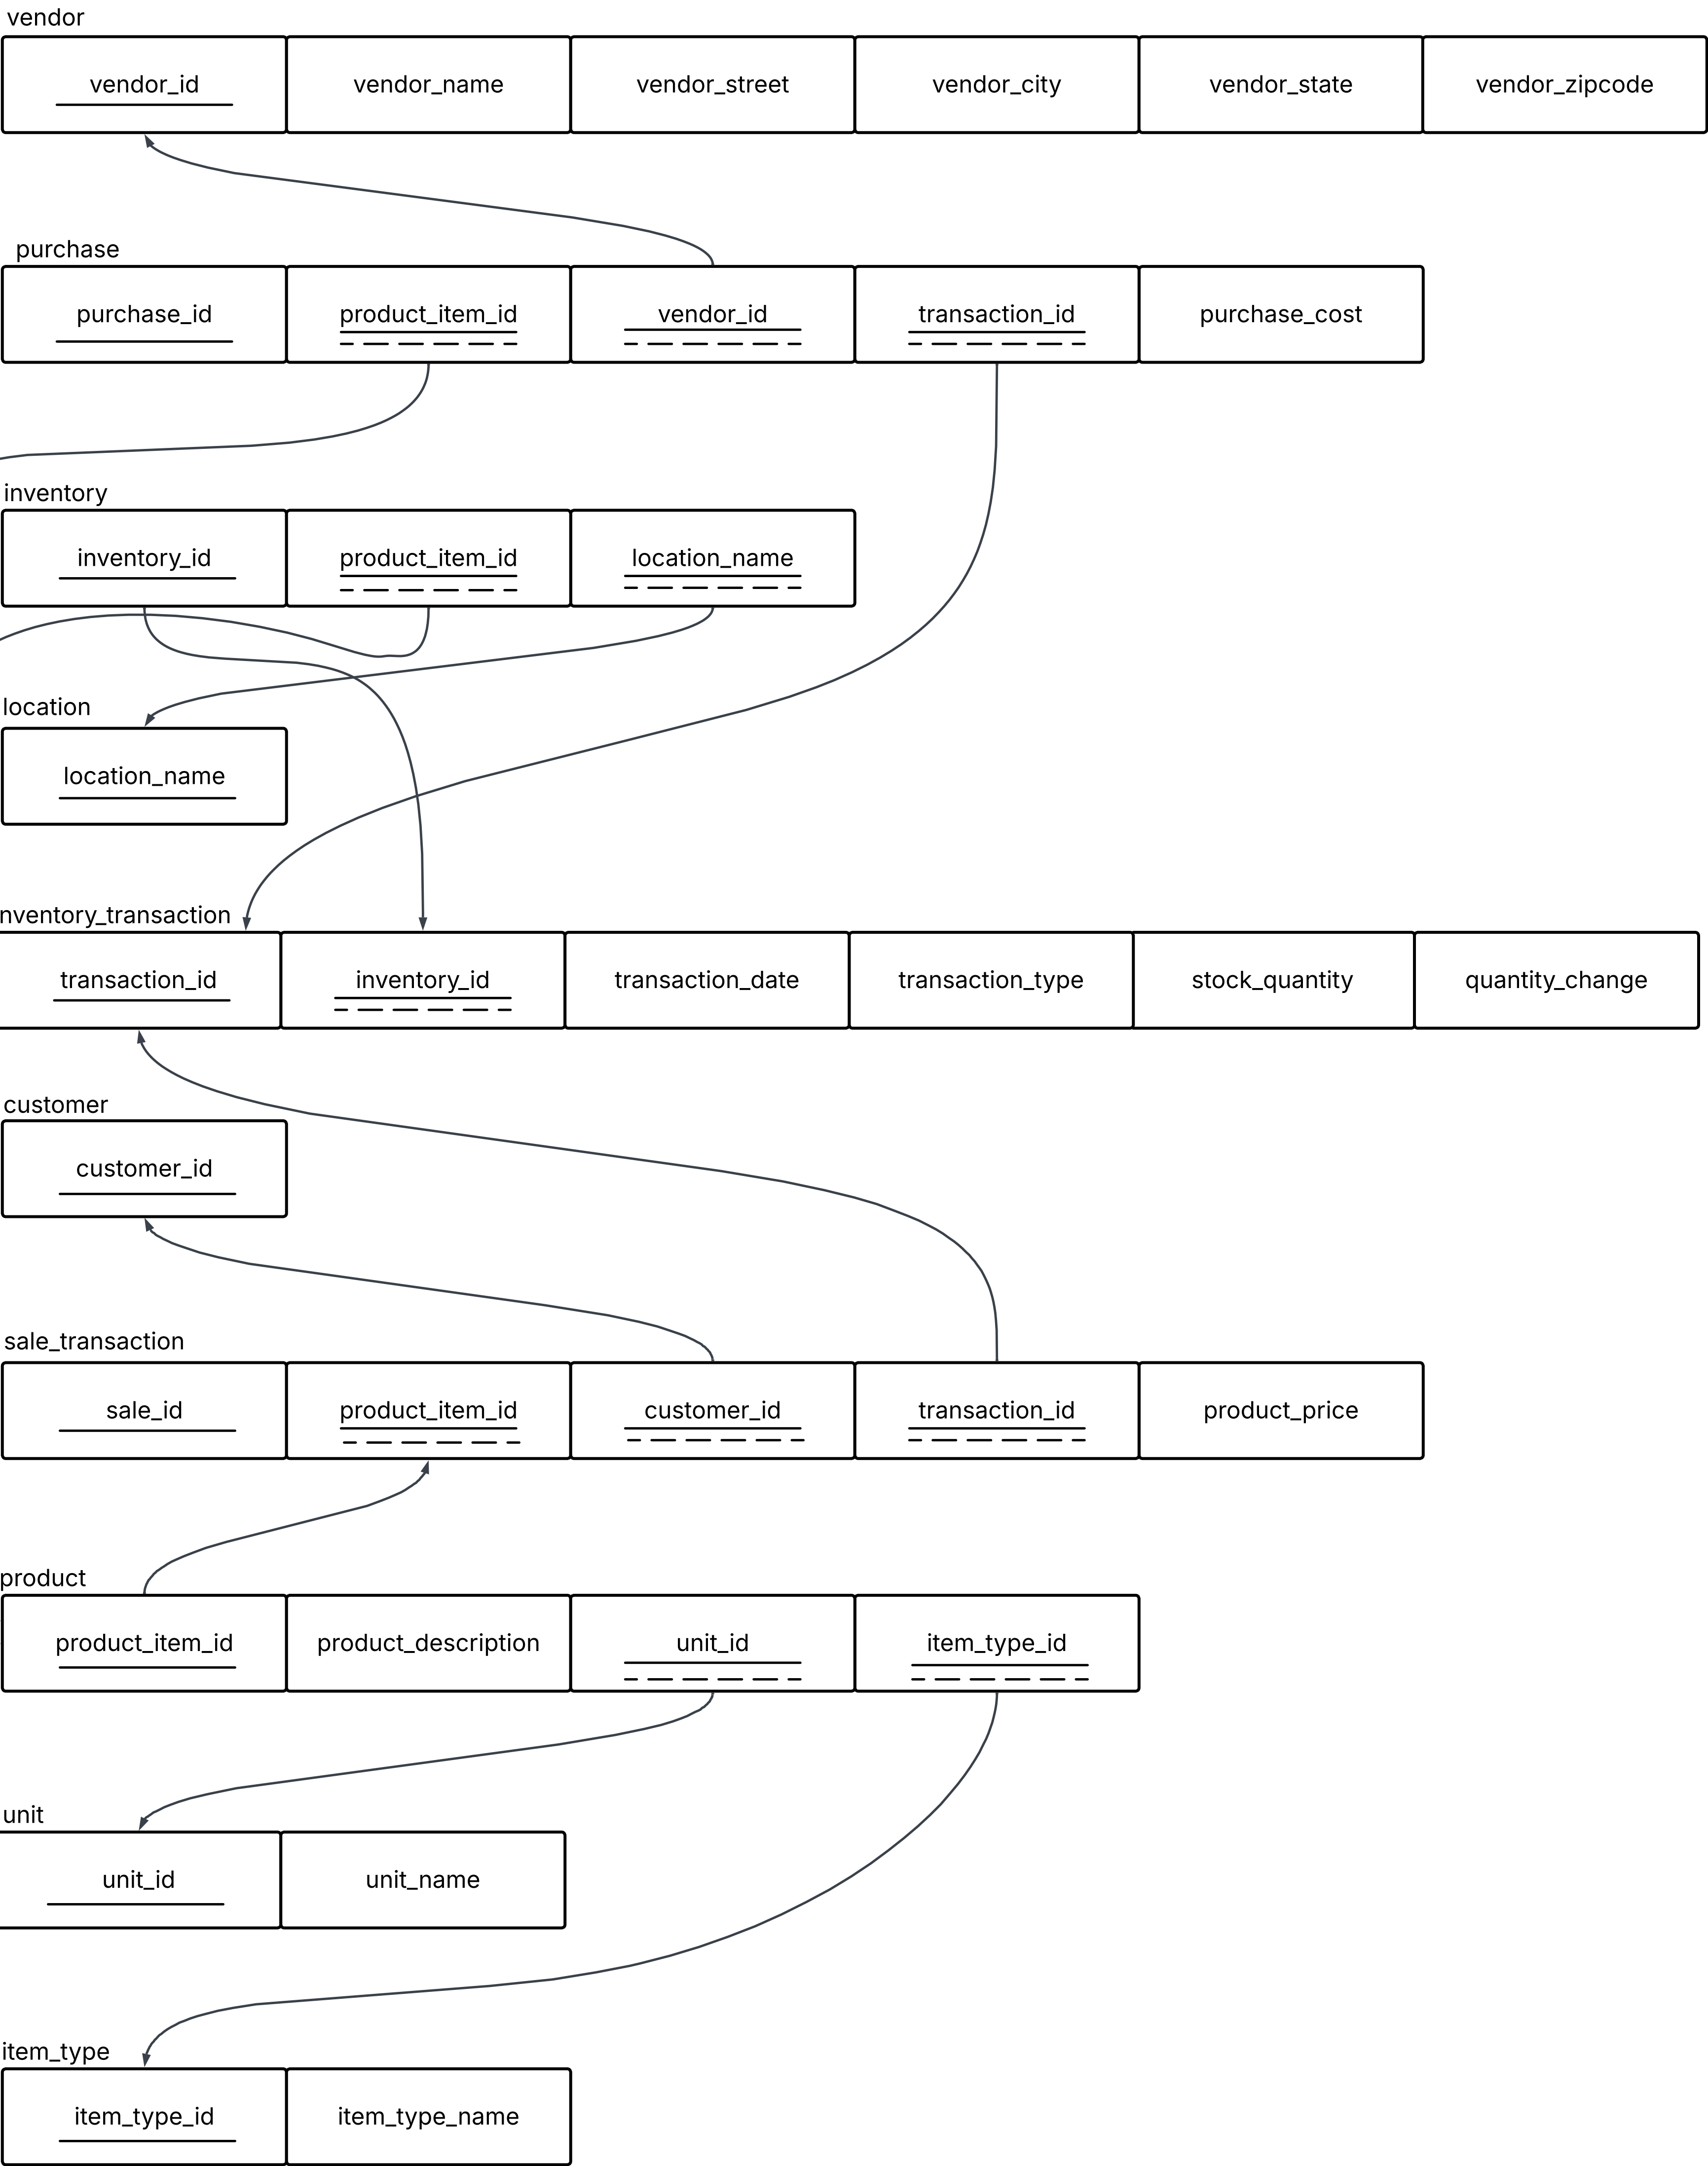 vendor
vendor_id vendor_name vendor_street vendor_city vendor_state vendor_zipcode
purchase
purchase_id product_item_id vendor_id transaction_id purchase_cost
inventory
inventory_id product_item_id location_name
location
location_name
nventory_transaction
transaction_id inventory_id transaction_date transaction_type stock_quantity quantity_change
customer
customer_id
sale_transaction
sale_id product_item_id customer_id transaction_id product_price
product
product_item_id product_description unit_id item_type_id
unit
unit_id unit_name
item_type
item_type_id item_type_name